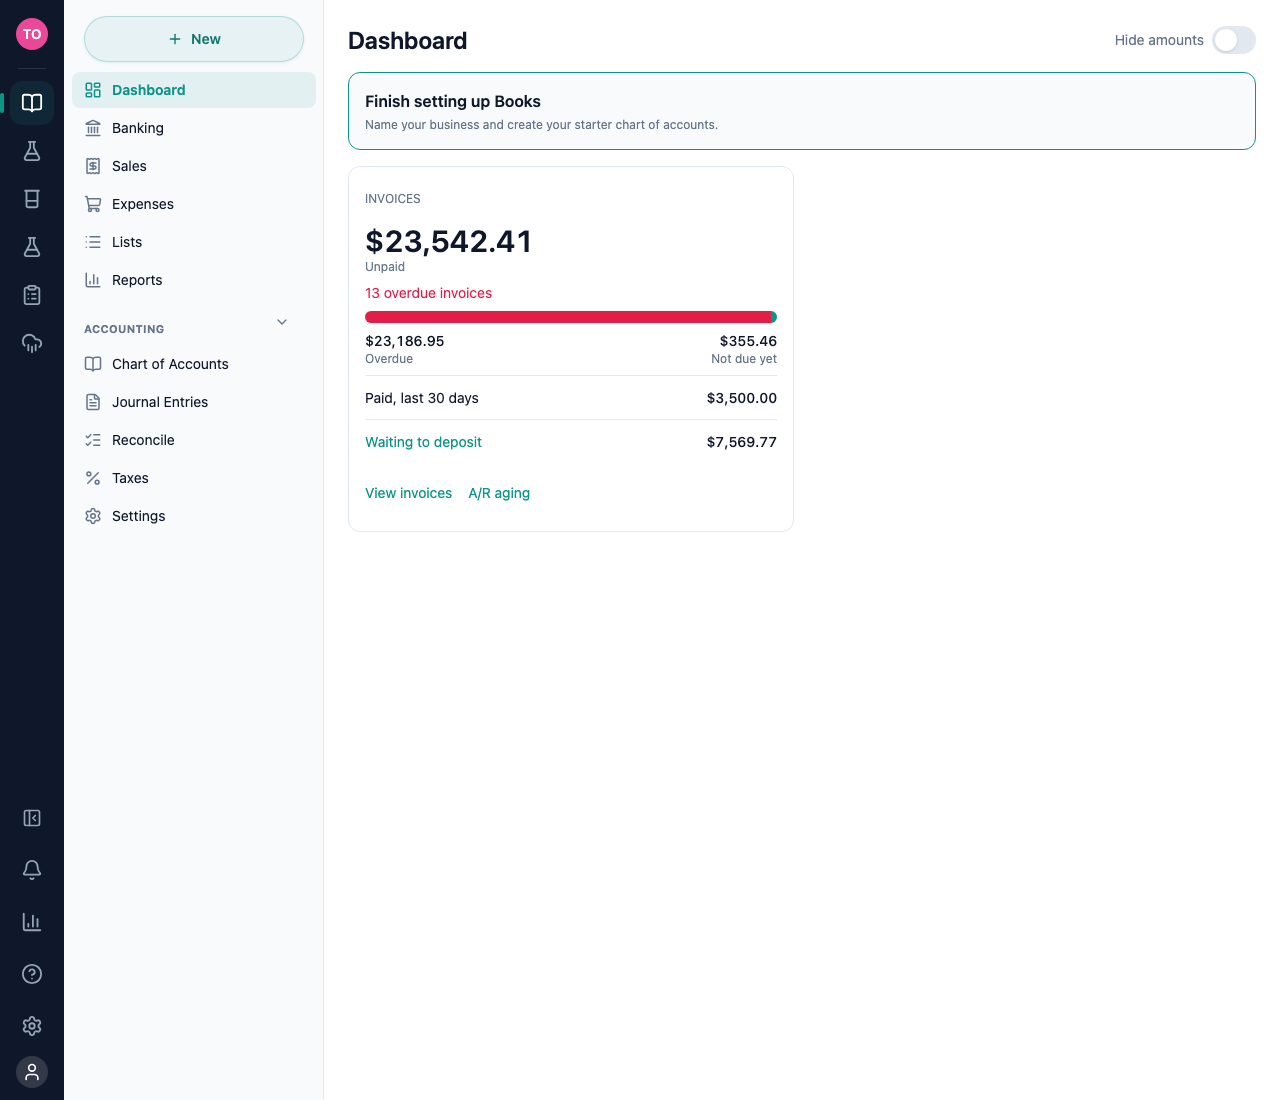 TO
New
Dashboard
Banking
Sales
Expenses
Lists
Reports
ACCOUNTING
Chart of Accounts
Journal Entries
Reconcile
Taxes
Settings
Dashboard
Hide amounts
Finish setting up Books
Name your business and create your starter chart of accounts.
INVOICES
$23,542.41
Unpaid
13 overdue invoices
$23,186.95 $355.46
Overdue Not due yet
Paid, last 30 days $3,500.00
Waiting to deposit $7,569.77
View invoices A/R aging